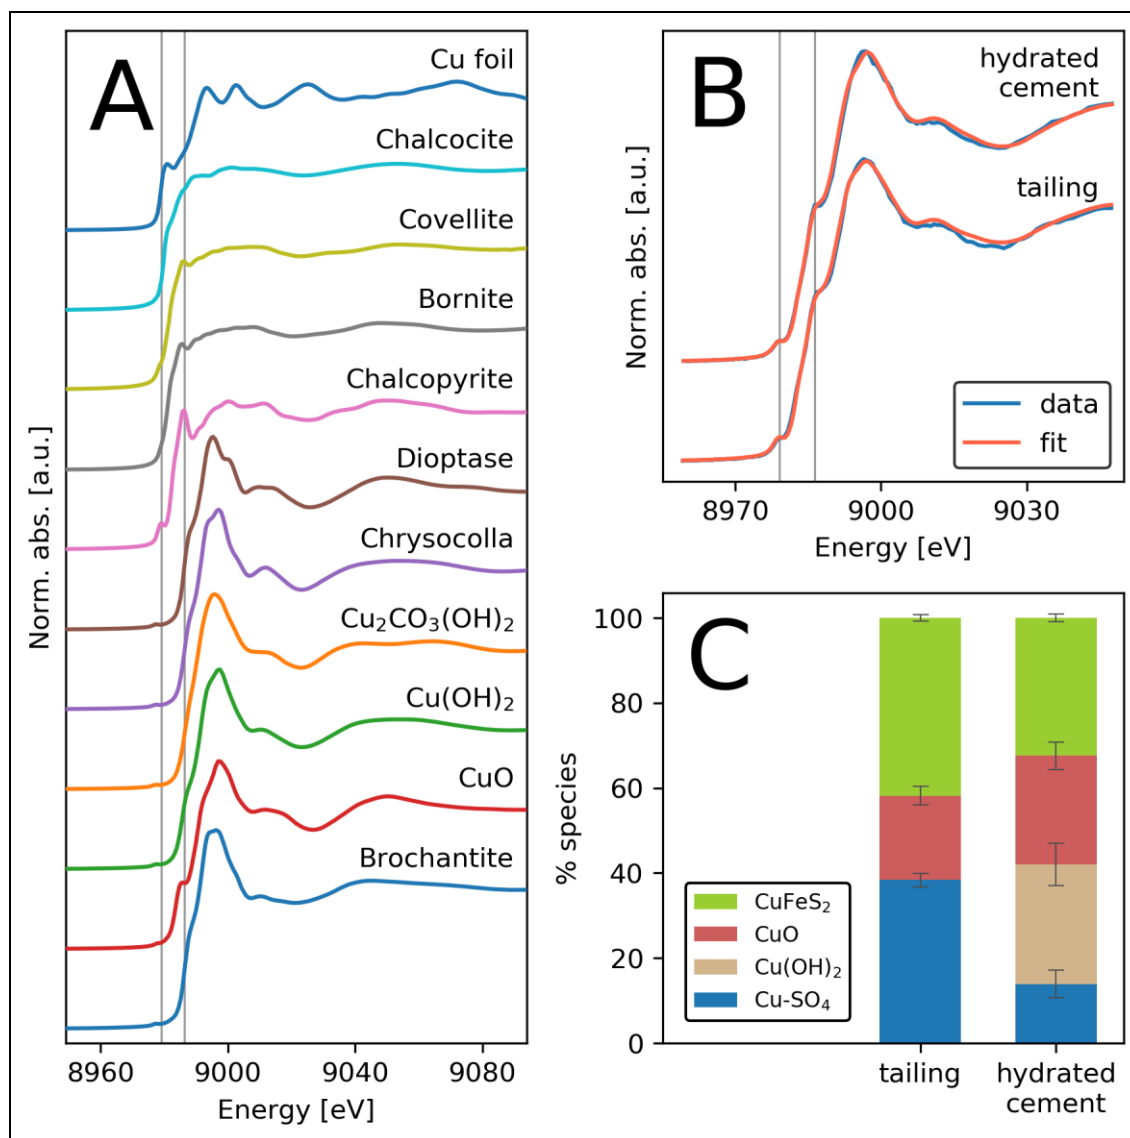 A
Cu foil
Chalcocite
Covellite
Bornite
Chalcopyrite
Dioptase
Chrysocolla
Cu₂CO₃(OH)₂
Cu(OH)₂
CuO
Brochantite
Norm. abs. [a.u.]
8960 9000 9040 9080
Energy [eV]
B
hydrated
cement
tailing
data
fit
Norm. abs. [a.u.]
8970 9000 9030
Energy [eV]
C
100
80
60
40
20
0
% species
CuFeS₂
CuO
Cu(OH)₂
Cu-SO₄
tailing
hydrated
cement